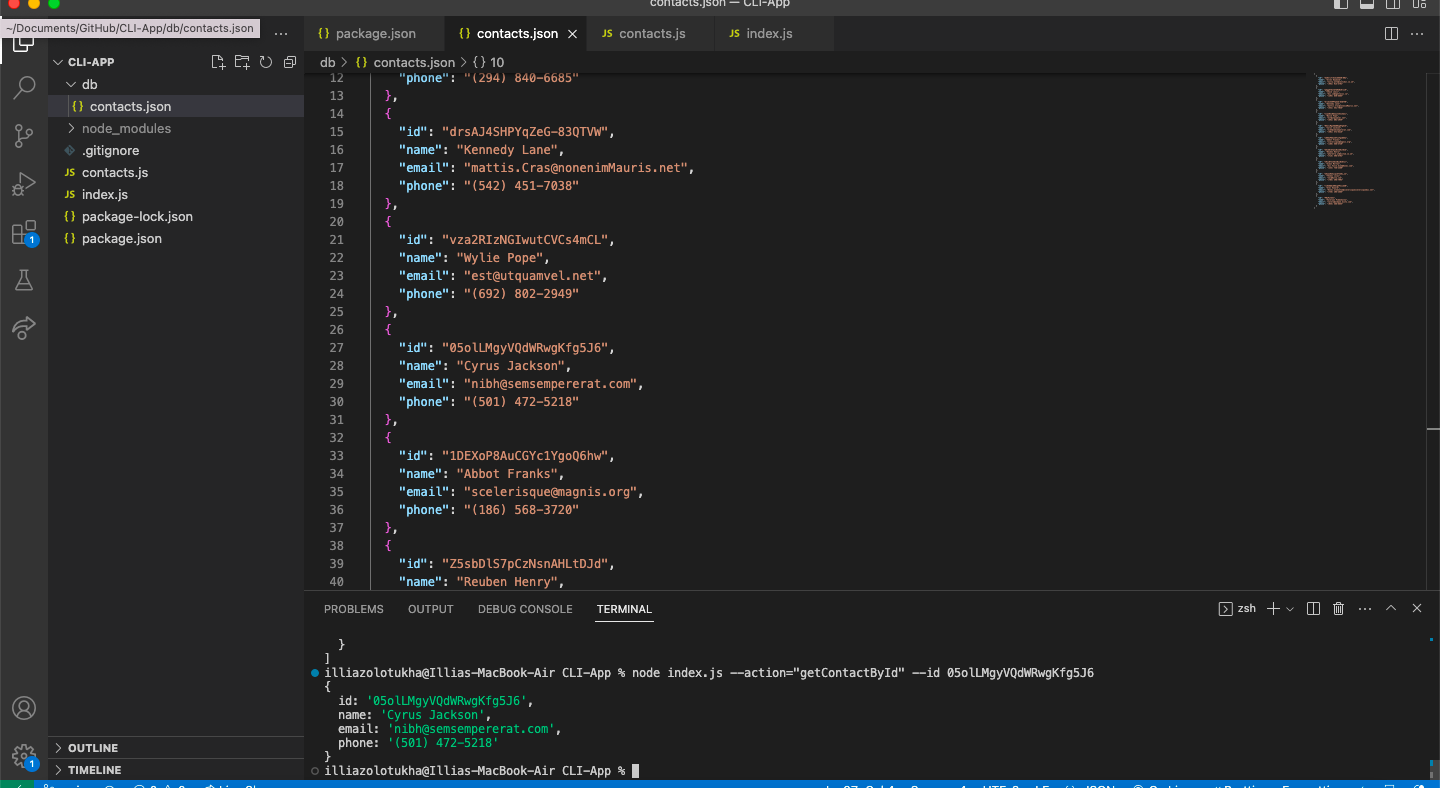 contacts.json — CLI-App
~/Documents/GitHub/CLI-App/db/contacts.json
package.json
contacts.json
JS contacts.js
JS index.js
CLI-APP
db
{} contacts.json
node_modules
.gitignore
JS contacts.js
JS index.js
{} package-lock.json
{} package.json
1
1
OUTLINE
TIMELINE
db > {} contacts.json > {} 10
12 "phone": "(294) 840-6685"
13 },
14 {
15 "id": "drsAJ4SHPYqZeG-83QTVW",
16 "name": "Kennedy Lane",
17 "email": "mattis.Cras@nonenimMauris.net",
18 "phone": "(542) 451-7038"
19 },
20 {
21 "id": "vza2RIzNGIwutCVCs4mCL",
22 "name": "Wylie Pope",
23 "email": "est@utquamvel.net",
24 "phone": "(692) 802-2949"
25 },
26 {
27 "id": "05olLMgyVQdWRwgKfg5J6",
28 "name": "Cyrus Jackson",
29 "email": "nibh@semsempererat.com",
30 "phone": "(501) 472-5218"
31 },
32 {
33 "id": "1DEXoP8AuCGYc1YgoQ6hw",
34 "name": "Abbot Franks",
35 "email": "scelerisque@magnis.org",
36 "phone": "(186) 568-3720"
37 },
38 {
39 "id": "Z5sbDlS7pCzNsnAHLtDJd",
40 "name": "Reuben Henry",
PROBLEMS OUTPUT DEBUG CONSOLE TERMINAL
zsh
}
]
illiazolotukha@Illias-MacBook-Air CLI-App % node index.js --action="getContactById" --id 05olLMgyVQdWRwgKfg5J6
{
id: '05olLMgyVQdWRwgKfg5J6',
name: 'Cyrus Jackson',
email: 'nibh@semsempererat.com',
phone: '(501) 472-5218'
}
illiazolotukha@Illias-MacBook-Air CLI-App %